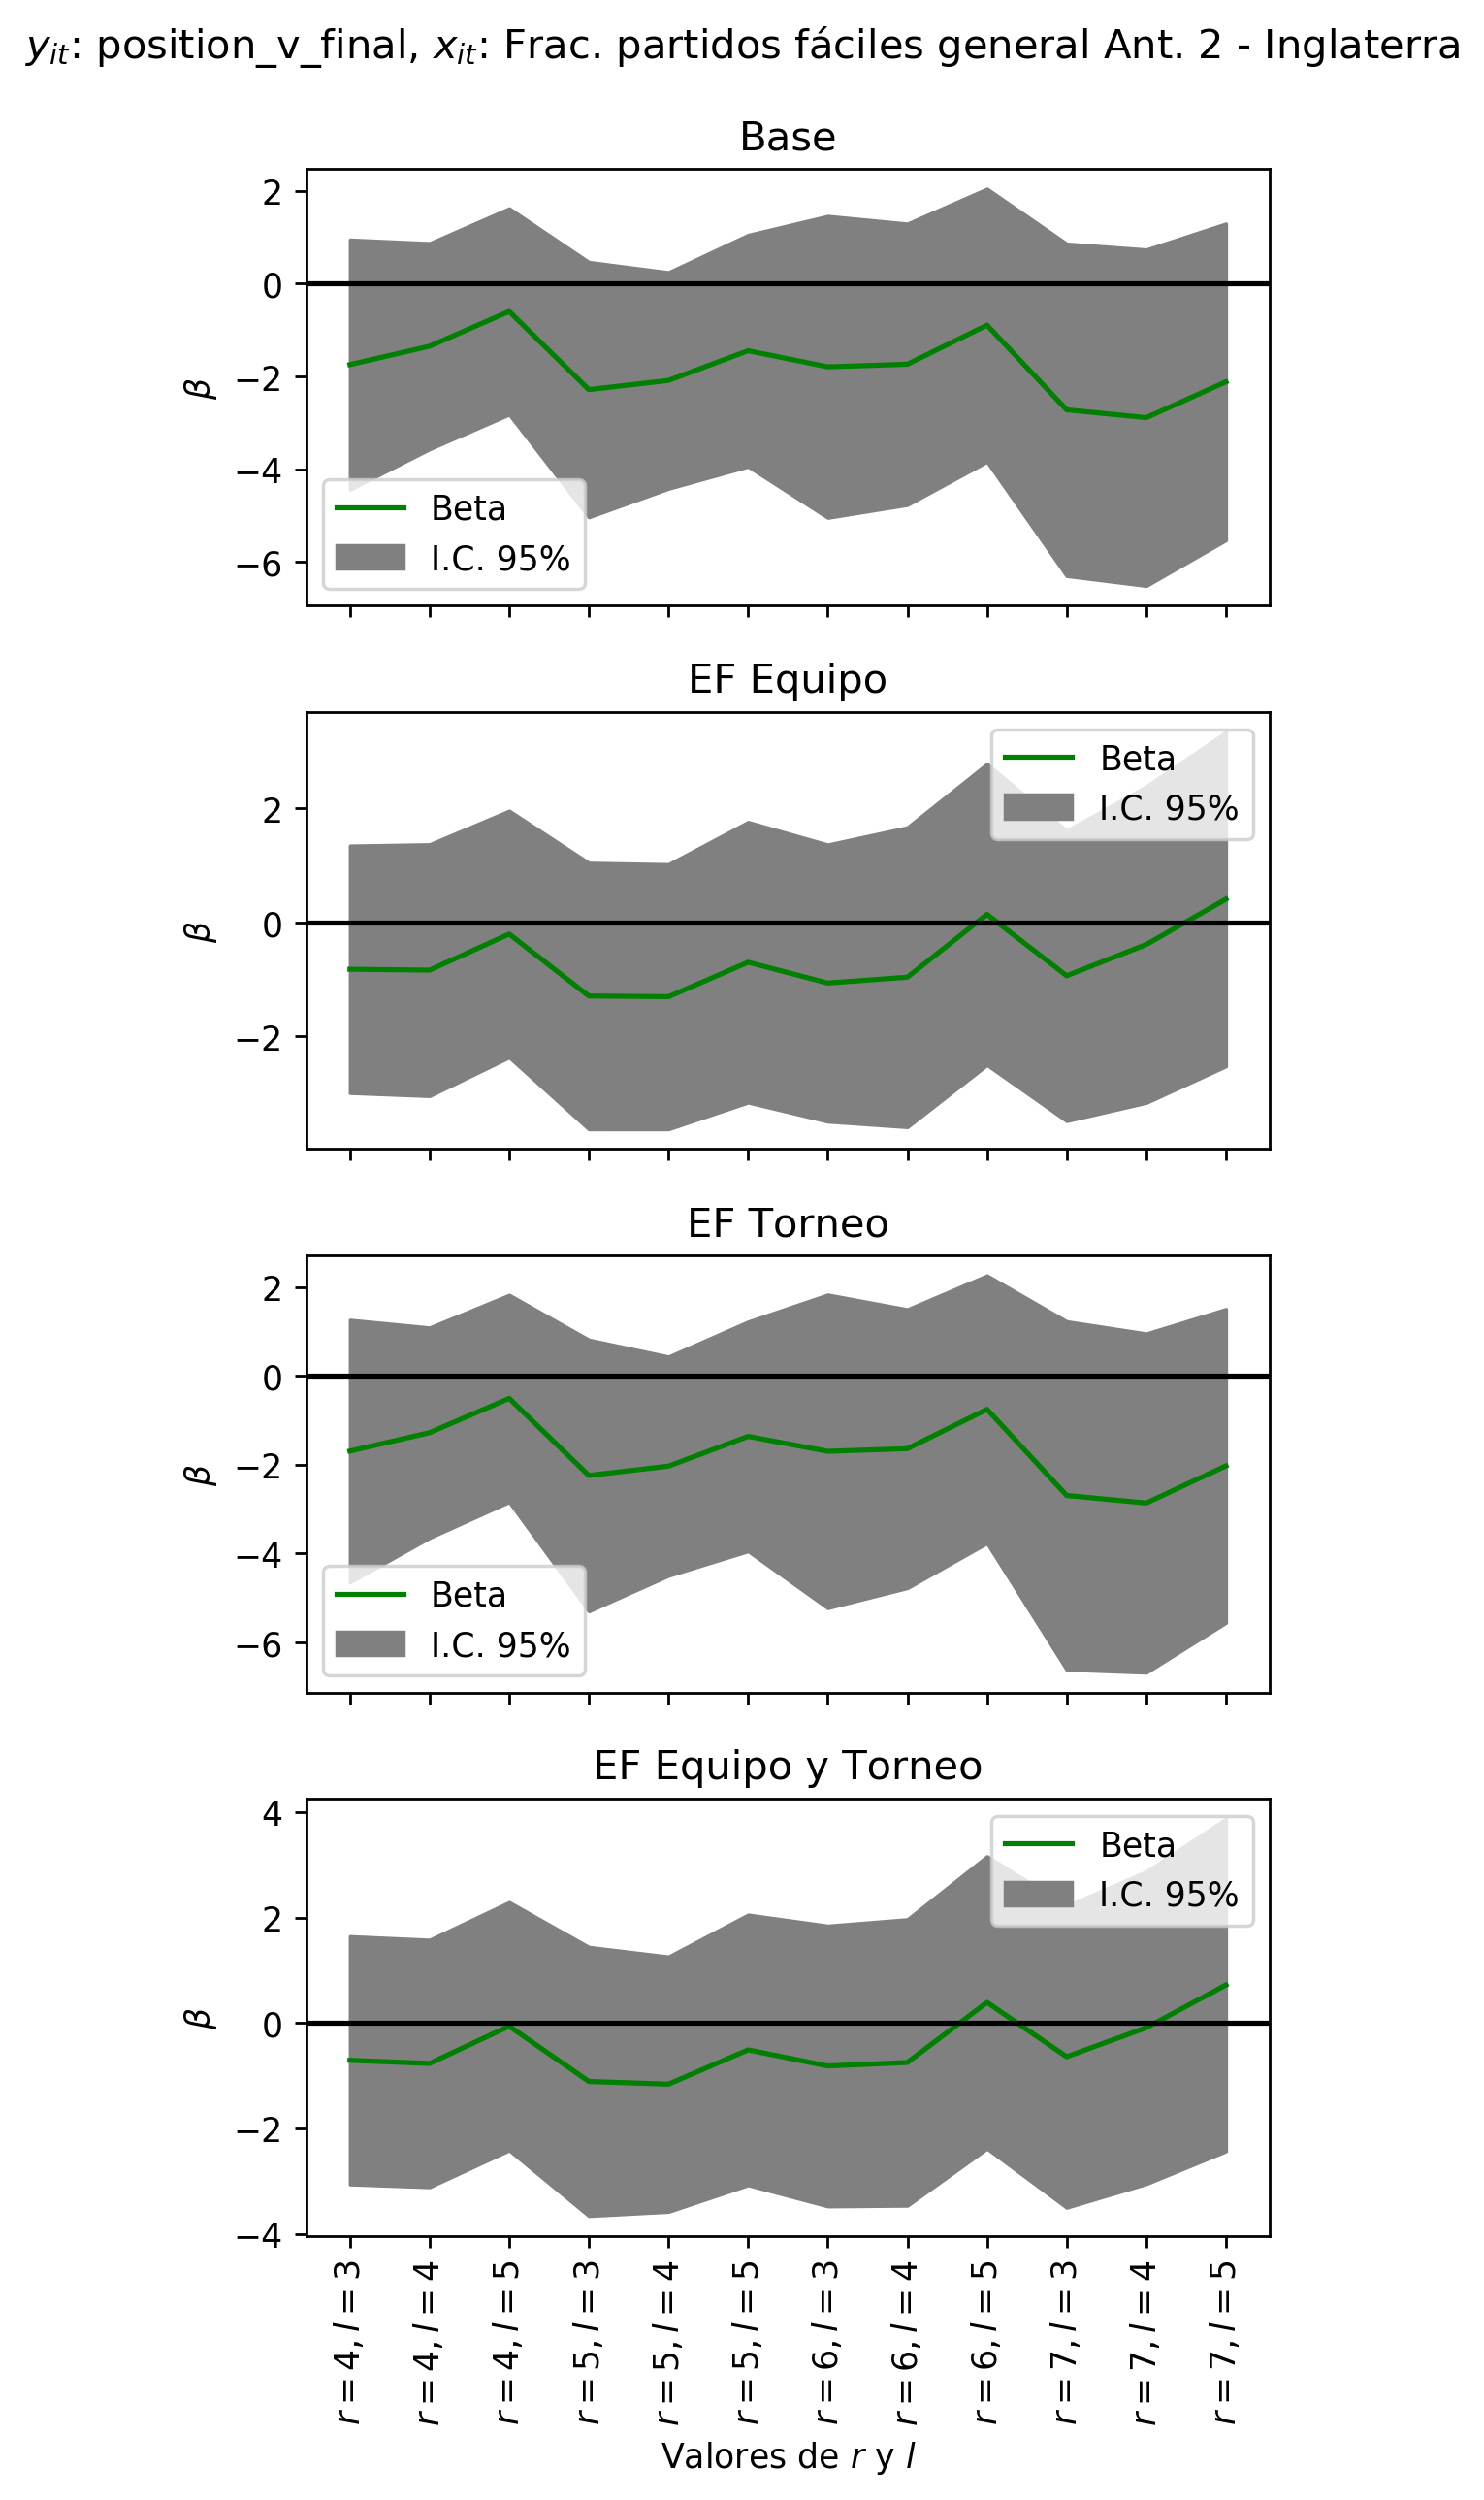 y_it: position_v_final, x_it: Frac. partidos fáciles general Ant. 2 - Inglaterra
Base
2
0
−2
−4
−6
β
Beta
I.C. 95%
EF Equipo
2
0
−2
β
Beta
I.C. 95%
EF Torneo
2
0
−2
−4
−6
β
Beta
I.C. 95%
EF Equipo y Torneo
4
2
0
−2
−4
β
Beta
I.C. 95%
r = 4, l = 3
r = 4, l = 4
r = 4, l = 5
r = 5, l = 3
r = 5, l = 4
r = 5, l = 5
r = 6, l = 3
r = 6, l = 4
r = 6, l = 5
r = 7, l = 3
r = 7, l = 4
r = 7, l = 5
Valores de r y l